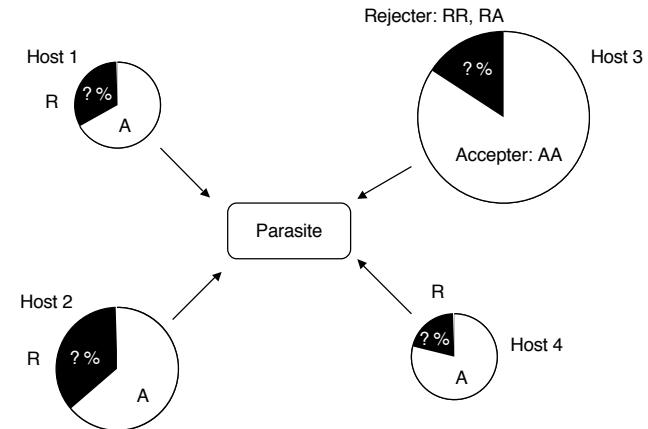 Rejecter: RR, RA
Host 1
Host 3
? %
? %
R
A
Accepter: AA
Parasite
Host 2
R
R
? %
? %
Host 4
A
A